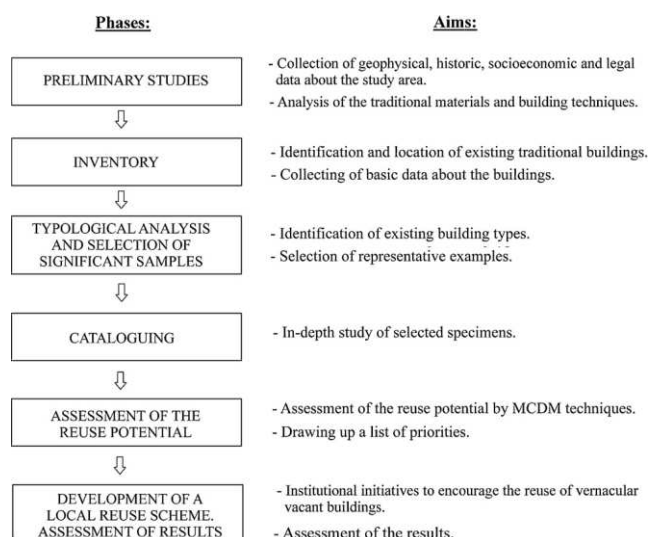 Phases:
Aims:
PRELIMINARY STUDIES
- Collection of geophysical, historic, socioeconomic and legal
data about the study area.
- Analysis of the traditional materials and building techniques.
INVENTORY
- Identification and location of existing traditional buildings.
- Collecting of basic data about the buildings.
TYPOLOGICAL ANALYSIS
AND SELECTION OF
SIGNIFICANT SAMPLES
- Identification of existing building types.
- Selection of representative examples.
CATALOGUING
- In-depth study of selected specimens.
ASSESSMENT OF THE
REUSE POTENTIAL
- Assessment of the reuse potential by MCDM techniques.
- Drawing up a list of priorities.
DEVELOPMENT OF A
LOCAL REUSE SCHEME.
ASSESSMENT OF RESULTS
- Institutional initiatives to encourage the reuse of vernacular
vacant buildings.
- Assessment of the results.